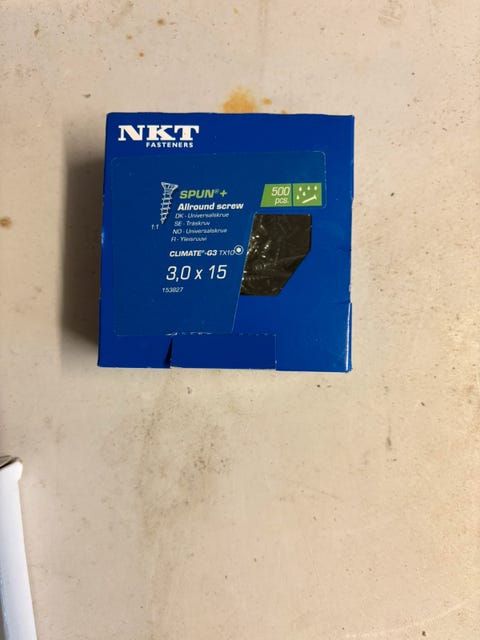 NKT
FASTENERS
SPUN®+
500
pcs.
Allround screw
DK - Universalskrue
SE - Träskruv
NO - Universalskrue
FI - Yleisruuvi
1:1
CLIMATE®-G3 TX10
3,0 x 15
153827